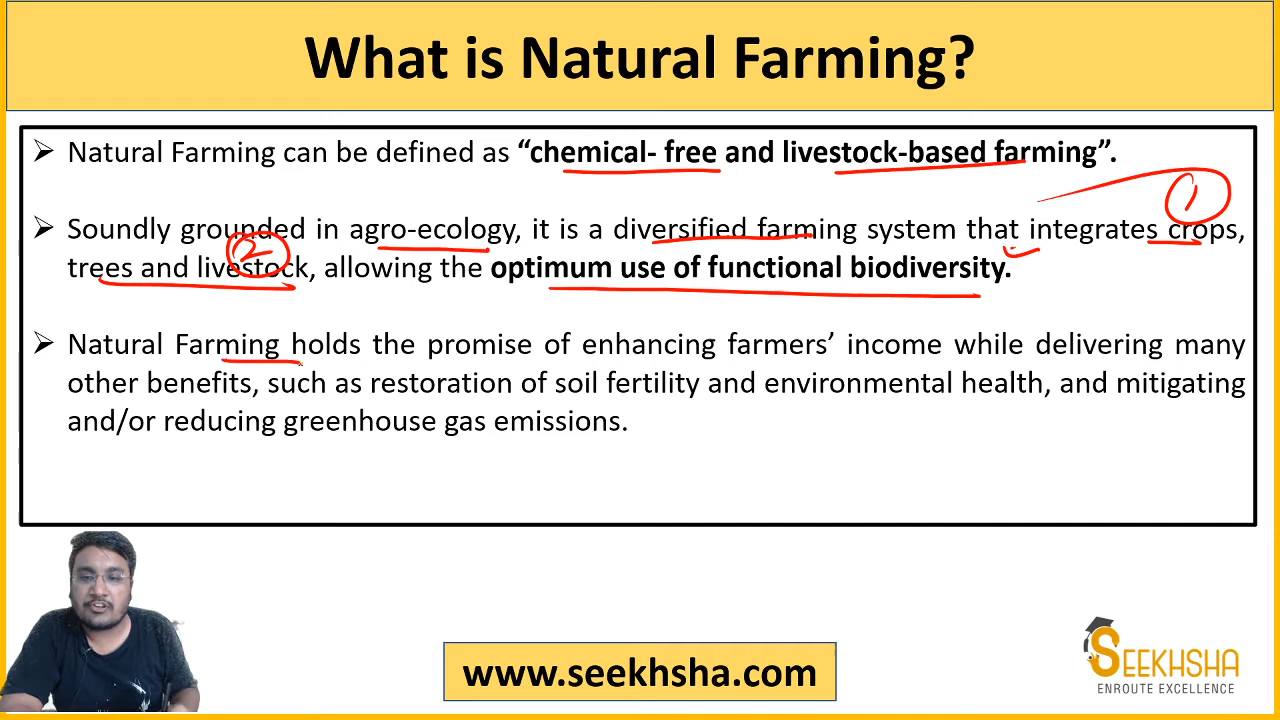 What is Natural Farming?
➢ Natural Farming can be defined as “chemical- free and livestock-based farming”.
➢ Soundly grounded in agro-ecology, it is a diversified farming system that integrates crops,
trees and livestock, allowing the optimum use of functional biodiversity.
➢ Natural Farming holds the promise of enhancing farmers’ income while delivering many
other benefits, such as restoration of soil fertility and environmental health, and mitigating
and/or reducing greenhouse gas emissions.
1
2
www.seekhsha.com
SEEKHSHA
ENROUTE EXCELLENCE